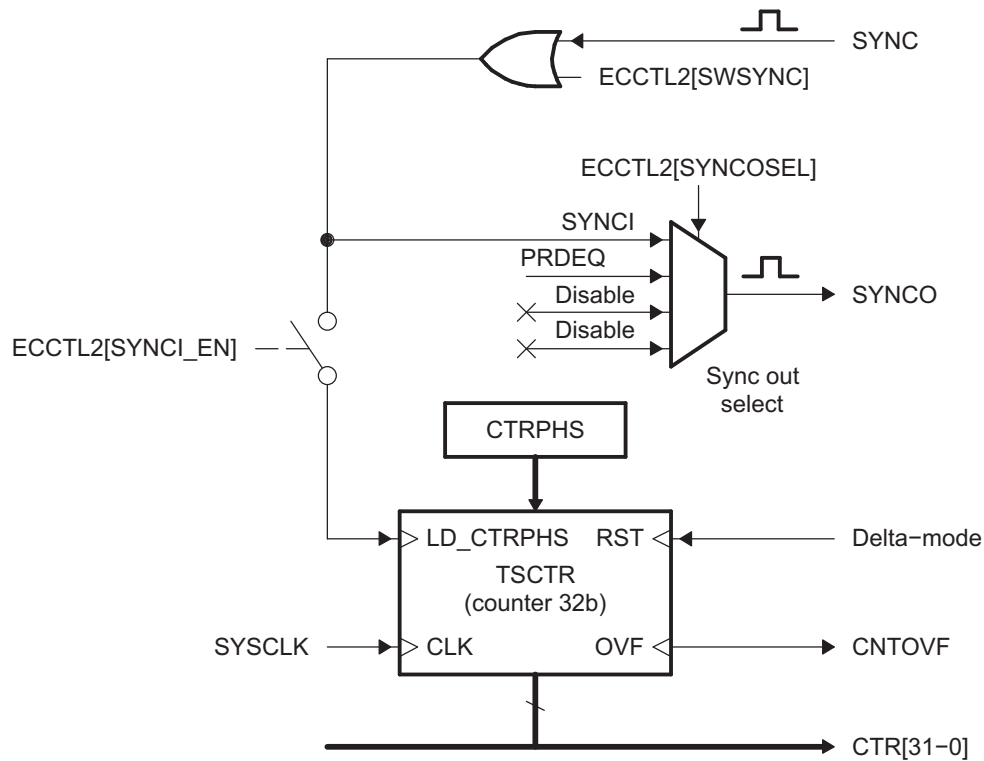 SYNC
ECCTL2[SWSYNC]
ECCTL2[SYNCOSEL]
SYNCI
PRDEQ
Disable
Disable
SYNCO
Sync out
select
ECCTL2[SYNCI_EN]
CTRPHS
LD_CTRPHS
RST
Delta−mode
TSCTR
(counter 32b)
SYSCLK
CLK
OVF
CNTOVF
CTR[31−0]